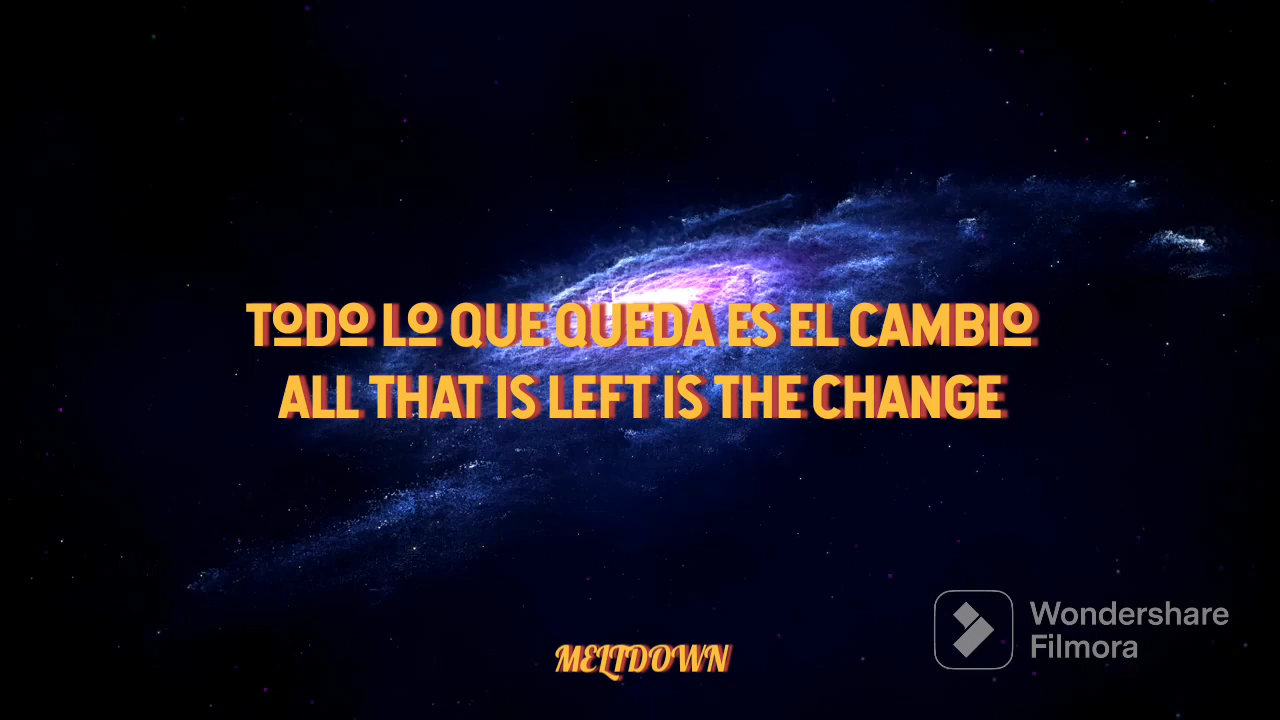 TODO LO QUE QUEDA ES EL CAMBIO
ALL THAT IS LEFT IS THE CHANGE
MELTDOWN
Wondershare
Filmora